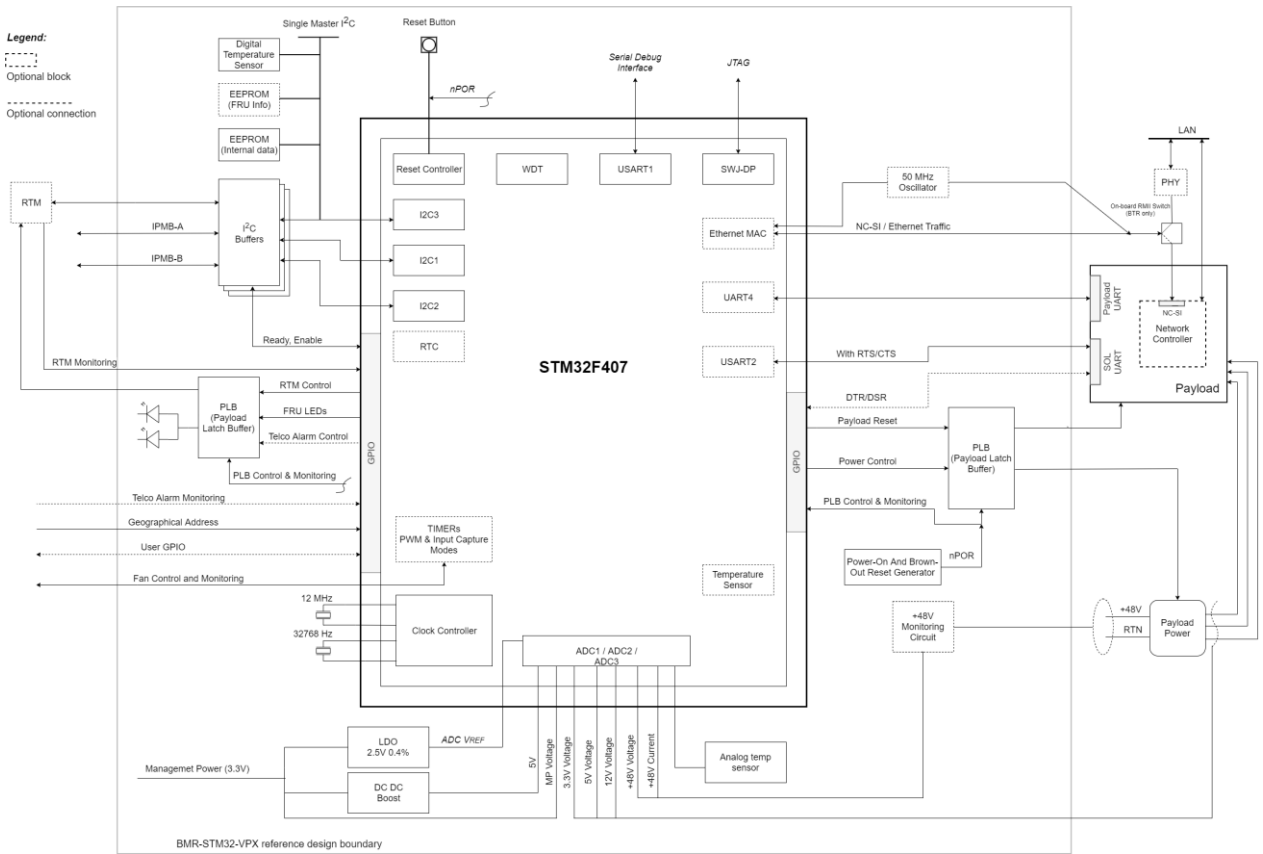 Legend:
Optional block
Optional connection
Single Master I²C
Reset Button
Digital
Temperature
Sensor
EEPROM
(FRU Info)
EEPROM
(Internal data)
nPOR
Serial Debug
Interface
JTAG
Reset Controller
WDT
USART1
SWJ-DP
50 MHz
Oscillator
LAN
PHY
On-board RMII Switch
(BTR only)
RTM
IPMB-A
IPMB-B
I²C
Buffers
I2C3
I2C1
I2C2
RTC
Ethernet MAC
NC-SI / Ethernet Traffic
UART4
USART2
With RTS/CTS
DTR/DSR
Payload
UART
SOL
UART
NC-SI
Network
Controller
Payload
STM32F407
Ready, Enable
RTM Monitoring
RTM Control
FRU LEDs
Telco Alarm Control
PLB
(Payload
Latch Buffer)
PLB Control & Monitoring
GPIO
Telco Alarm Monitoring
Geographical Address
User GPIO
Fan Control and Monitoring
TIMERs
PWM & Input Capture
Modes
12 MHz
32768 Hz
Clock Controller
GPIO
Payload Reset
Power Control
PLB Control & Monitoring
PLB
(Payload Latch
Buffer)
nPOR
Power-On And Brown-
Out Reset Generator
Temperature
Sensor
+48V
Monitoring
Circuit
+48V
RTN
Payload
Power
ADC1 / ADC2 /
ADC3
LDO
2.5V 0.4%
ADC VREF
Managemet Power (3.3V)
DC DC
Boost
5V
MP Voltage
3.3V Voltage
5V Voltage
12V Voltage
+48V Voltage
+48V Current
Analog temp
sensor
BMR-STM32-VPX reference design boundary